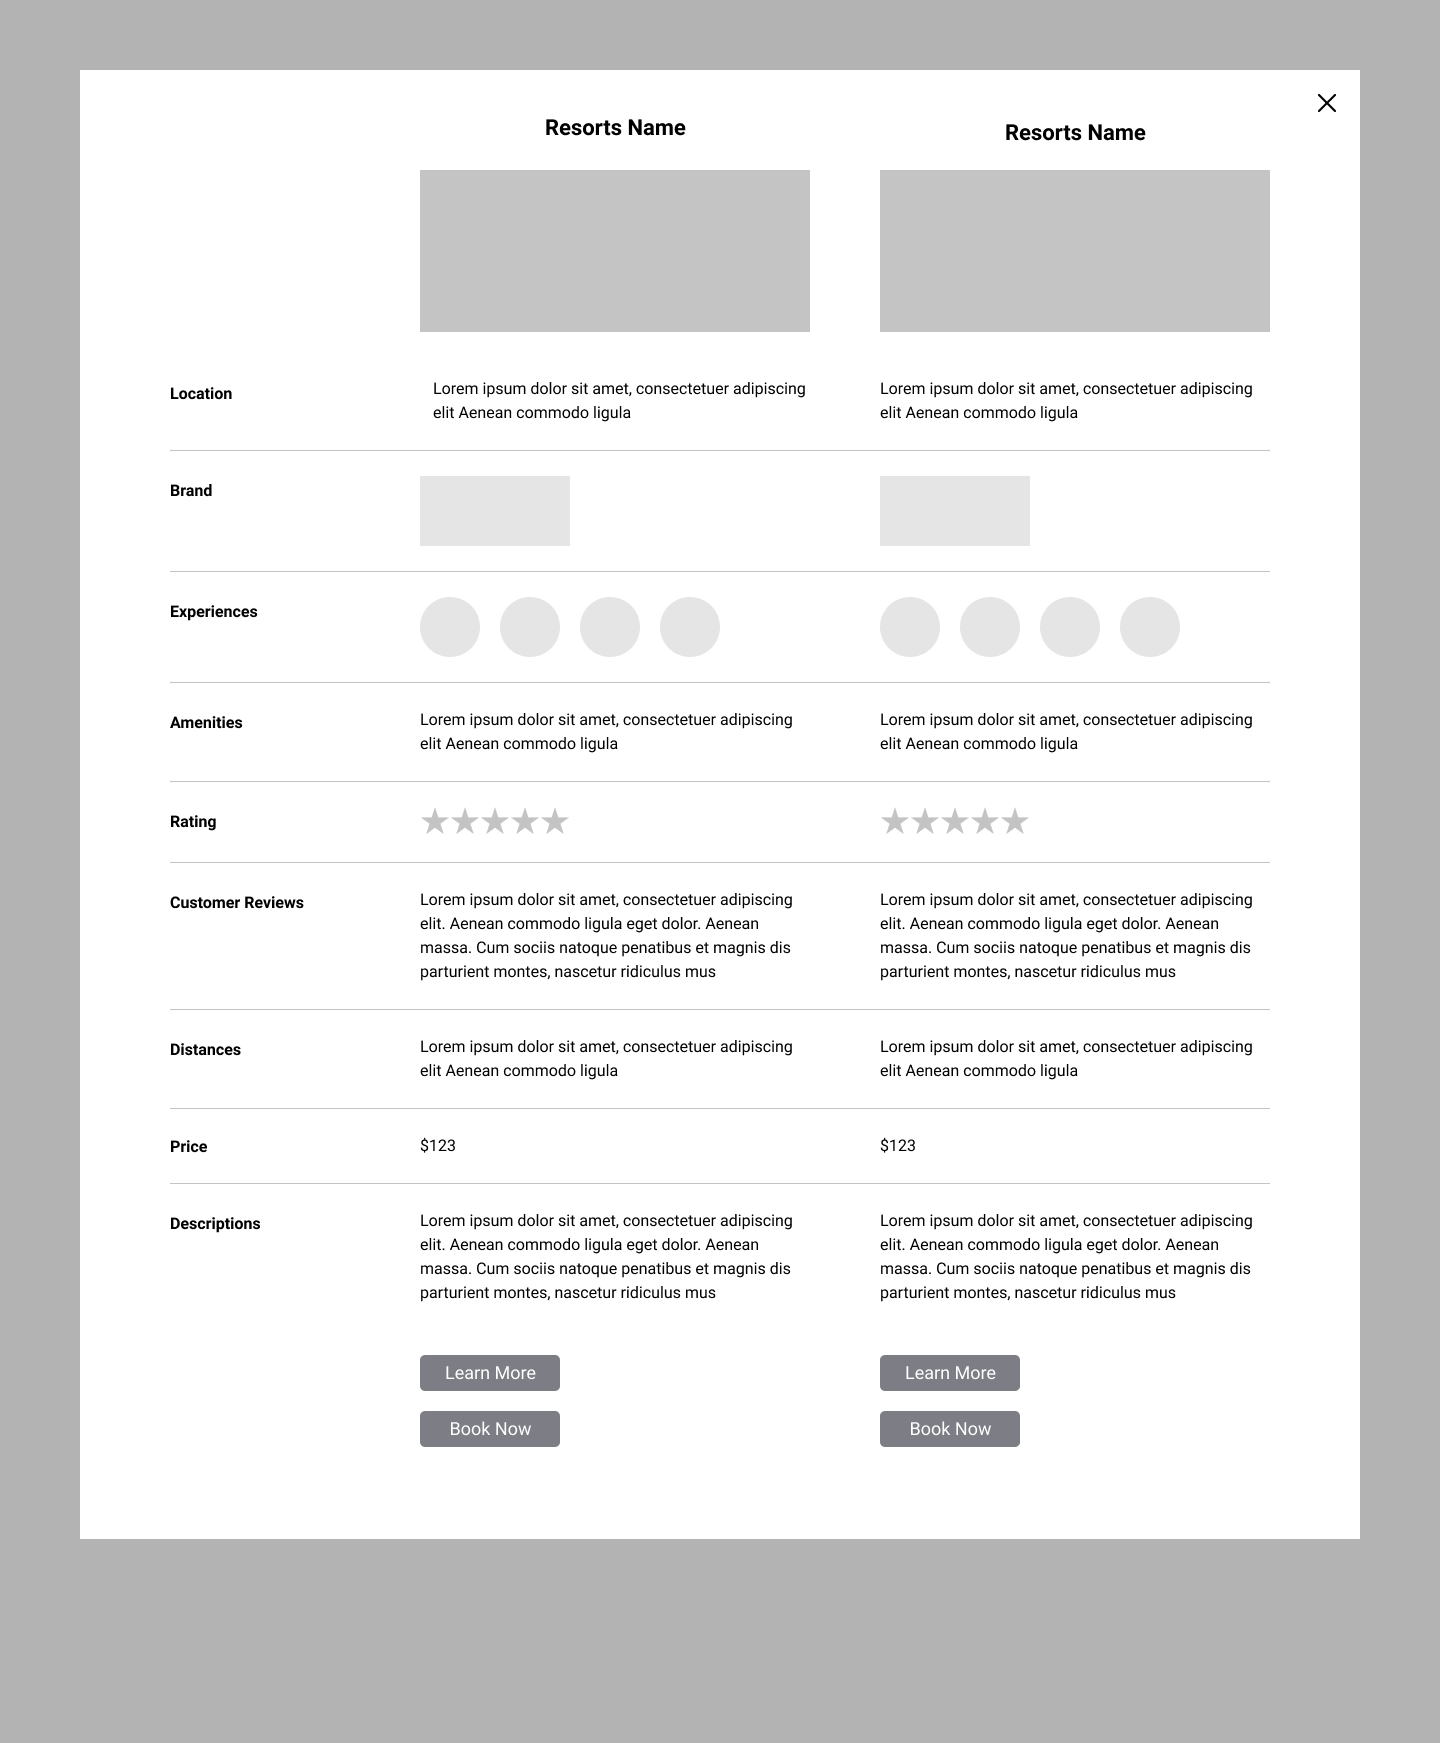 Resorts Name
Resorts Name
Location
Lorem ipsum dolor sit amet, consectetuer adipiscing
elit Aenean commodo ligula
Lorem ipsum dolor sit amet, consectetuer adipiscing
elit Aenean commodo ligula
Brand
Experiences
Amenities
Lorem ipsum dolor sit amet, consectetuer adipiscing
elit Aenean commodo ligula
Lorem ipsum dolor sit amet, consectetuer adipiscing
elit Aenean commodo ligula
Rating
Customer Reviews
Lorem ipsum dolor sit amet, consectetuer adipiscing
elit. Aenean commodo ligula eget dolor. Aenean
massa. Cum sociis natoque penatibus et magnis dis
parturient montes, nascetur ridiculus mus
Lorem ipsum dolor sit amet, consectetuer adipiscing
elit. Aenean commodo ligula eget dolor. Aenean
massa. Cum sociis natoque penatibus et magnis dis
parturient montes, nascetur ridiculus mus
Distances
Lorem ipsum dolor sit amet, consectetuer adipiscing
elit Aenean commodo ligula
Lorem ipsum dolor sit amet, consectetuer adipiscing
elit Aenean commodo ligula
Price
$123
$123
Descriptions
Lorem ipsum dolor sit amet, consectetuer adipiscing
elit. Aenean commodo ligula eget dolor. Aenean
massa. Cum sociis natoque penatibus et magnis dis
parturient montes, nascetur ridiculus mus
Lorem ipsum dolor sit amet, consectetuer adipiscing
elit. Aenean commodo ligula eget dolor. Aenean
massa. Cum sociis natoque penatibus et magnis dis
parturient montes, nascetur ridiculus mus
Learn More
Learn More
Book Now
Book Now